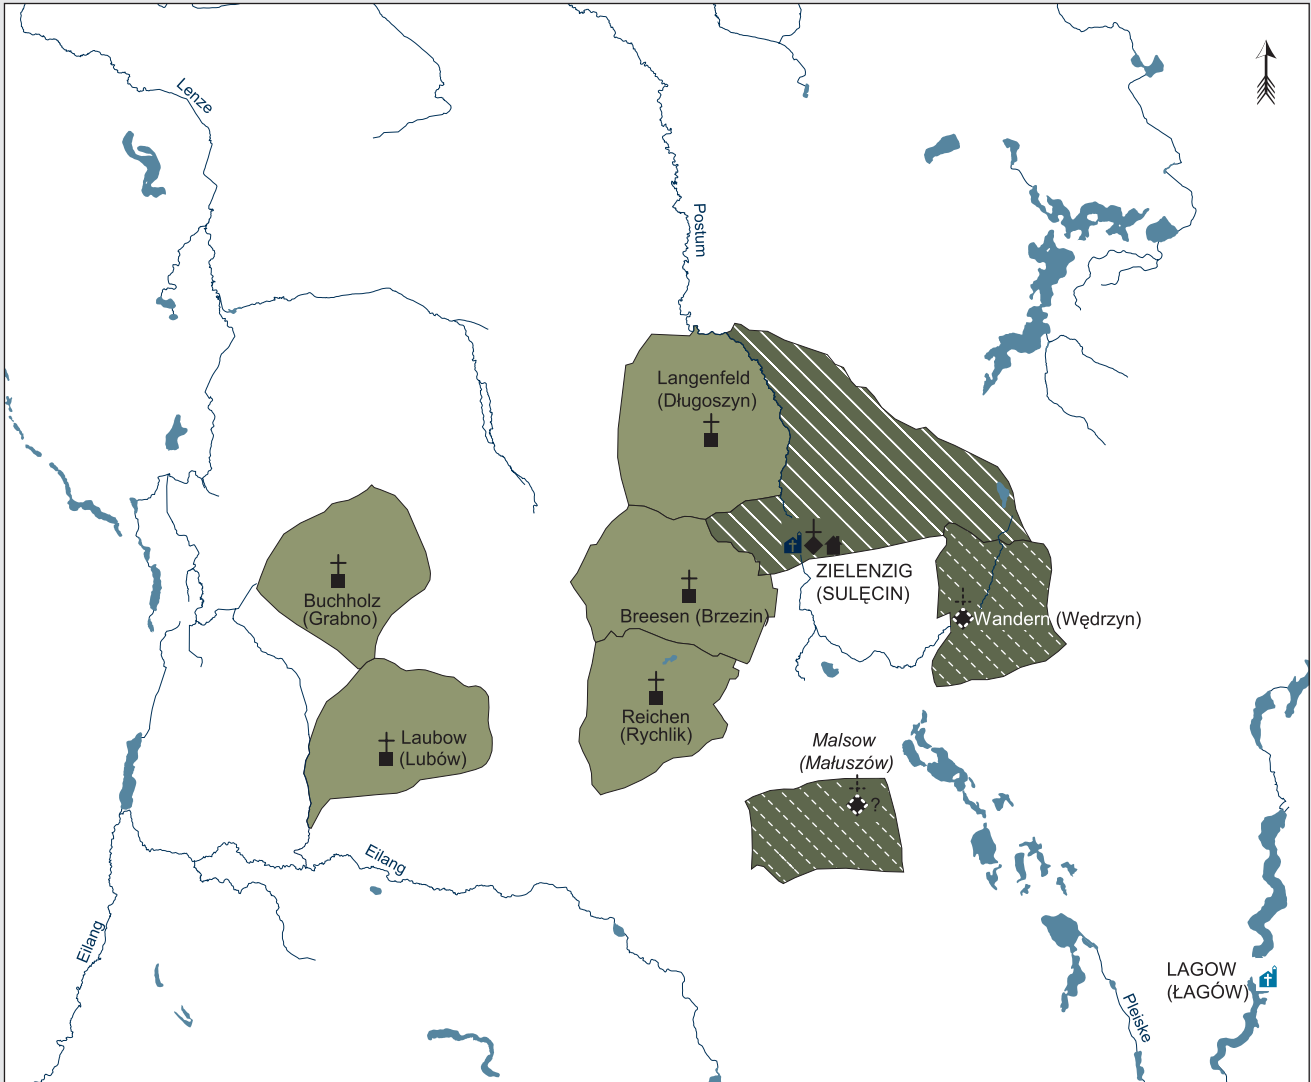 Lenze
Postum
Langenfeld
(Długoszyn)
Buchholz
(Grabno)
Breesen (Brzezin)
ZIELENZIG
(SULĘCIN)
Wandern (Wędrzyn)
Reichen
(Rychlik)
Laubow
(Lubów)
Malsow
(Małuszów)
?
Eilang
Eilang
LAGOW
(ŁAGÓW)
Pleiske